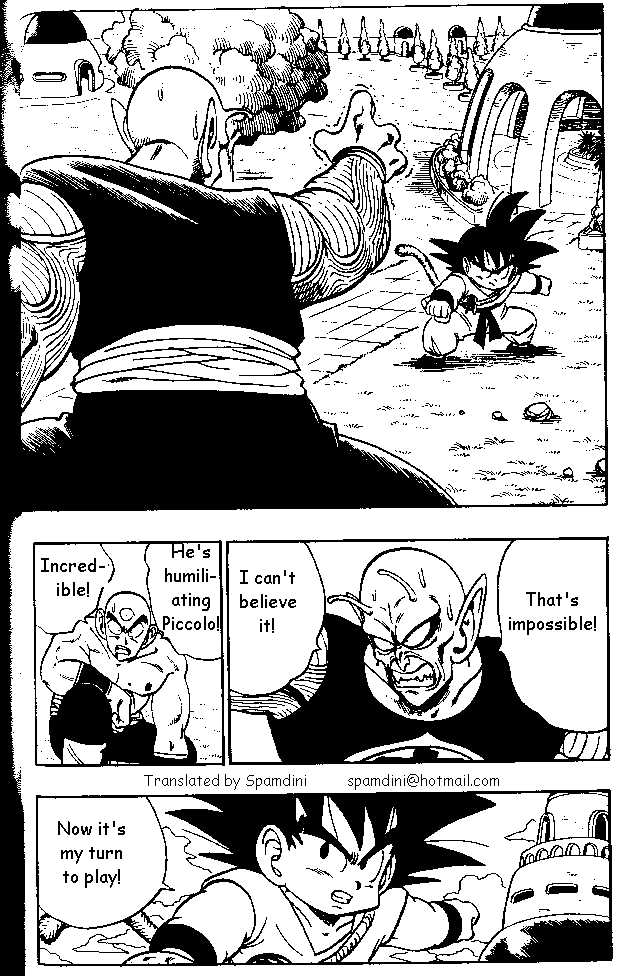 He's
humili-
ating
Piccolo!
Incred-
ible!
That's
impossible!
I can't
believe
it!
Translated by Spamdini spamdini@hotmail.com
Now it's
my turn
to play!